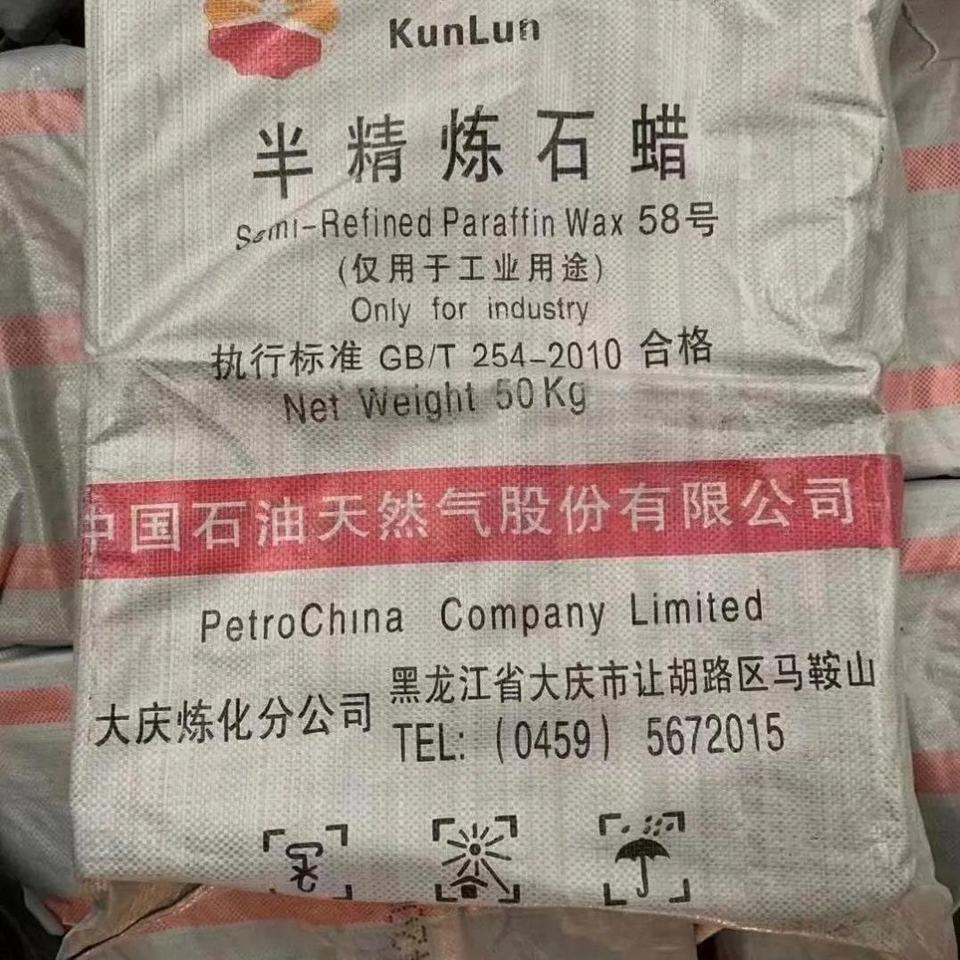 KunLun
半精炼石蜡
Semi-Refined Paraffin Wax 58号
(仅用于工业用途)
Only for industry
执行标准 GB/T 254-2010 合格
Net Weight 50Kg
中国石油天然气股份有限公司
PetroChina Company Limited
大庆炼化分公司
黑龙江省大庆市让胡路区马鞍山
TEL: (0459) 5672015